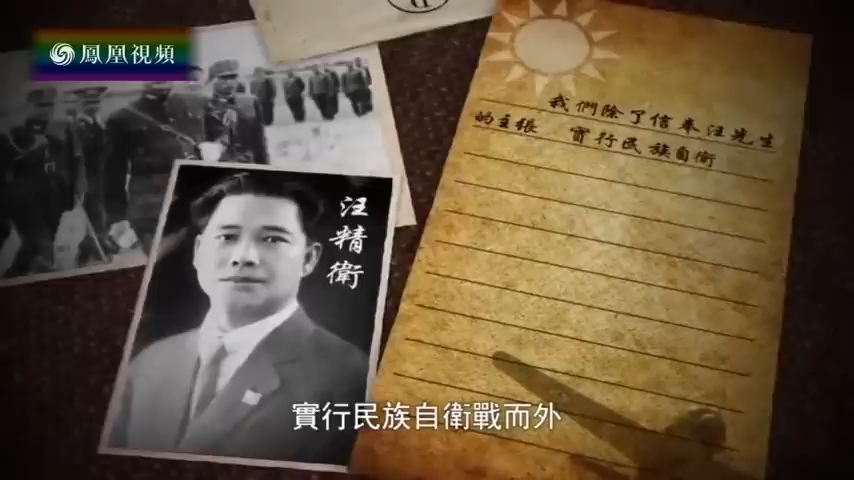 鳳凰視頻
我們除了信奉汪先生
的主張 實行民族自衛
汪精衛
實行民族自衛戰而外